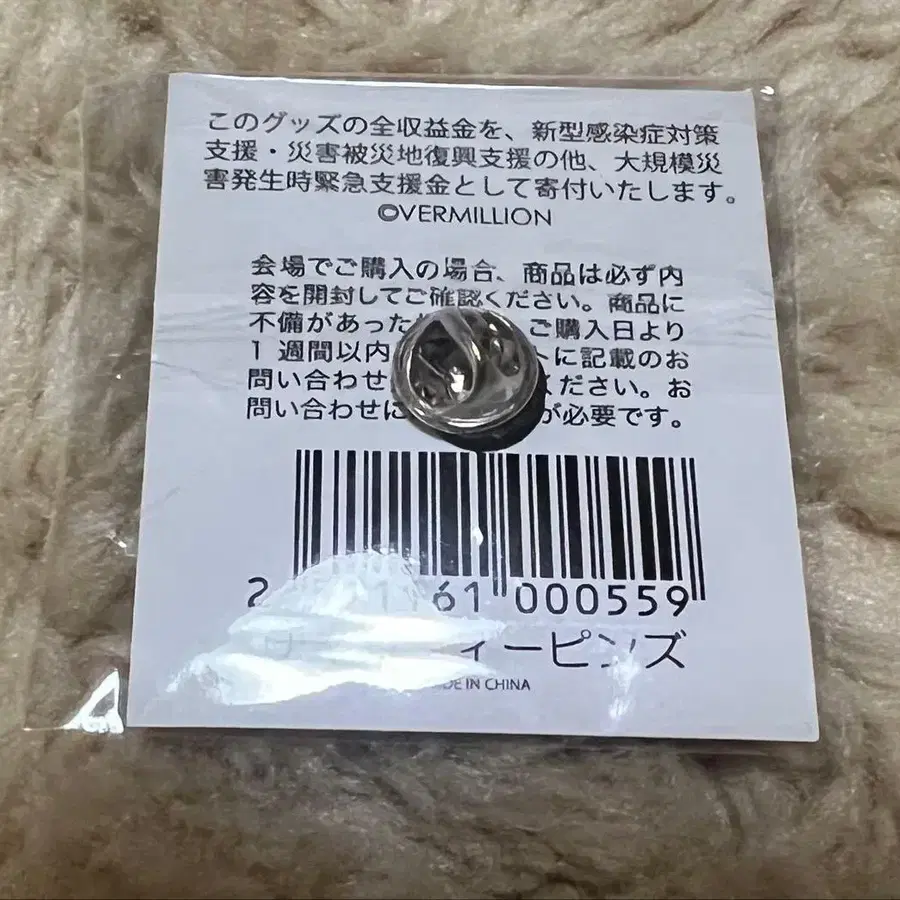 このグッズの全収益金を、新型感染症対策
支援・災害被災地復興支援の他、大規模災
害発生時緊急支援金として寄付いたします。
©VERMILLION
会場でご購入の場合、商品は必ず内
容を開封してご確認ください。商品に
不備があった ご購入日より
1週間以内 に記載のお
問い合わせ ください。お
問い合わせに が必要です。
2 61 000559
ィーピンズ
DE IN CHINA